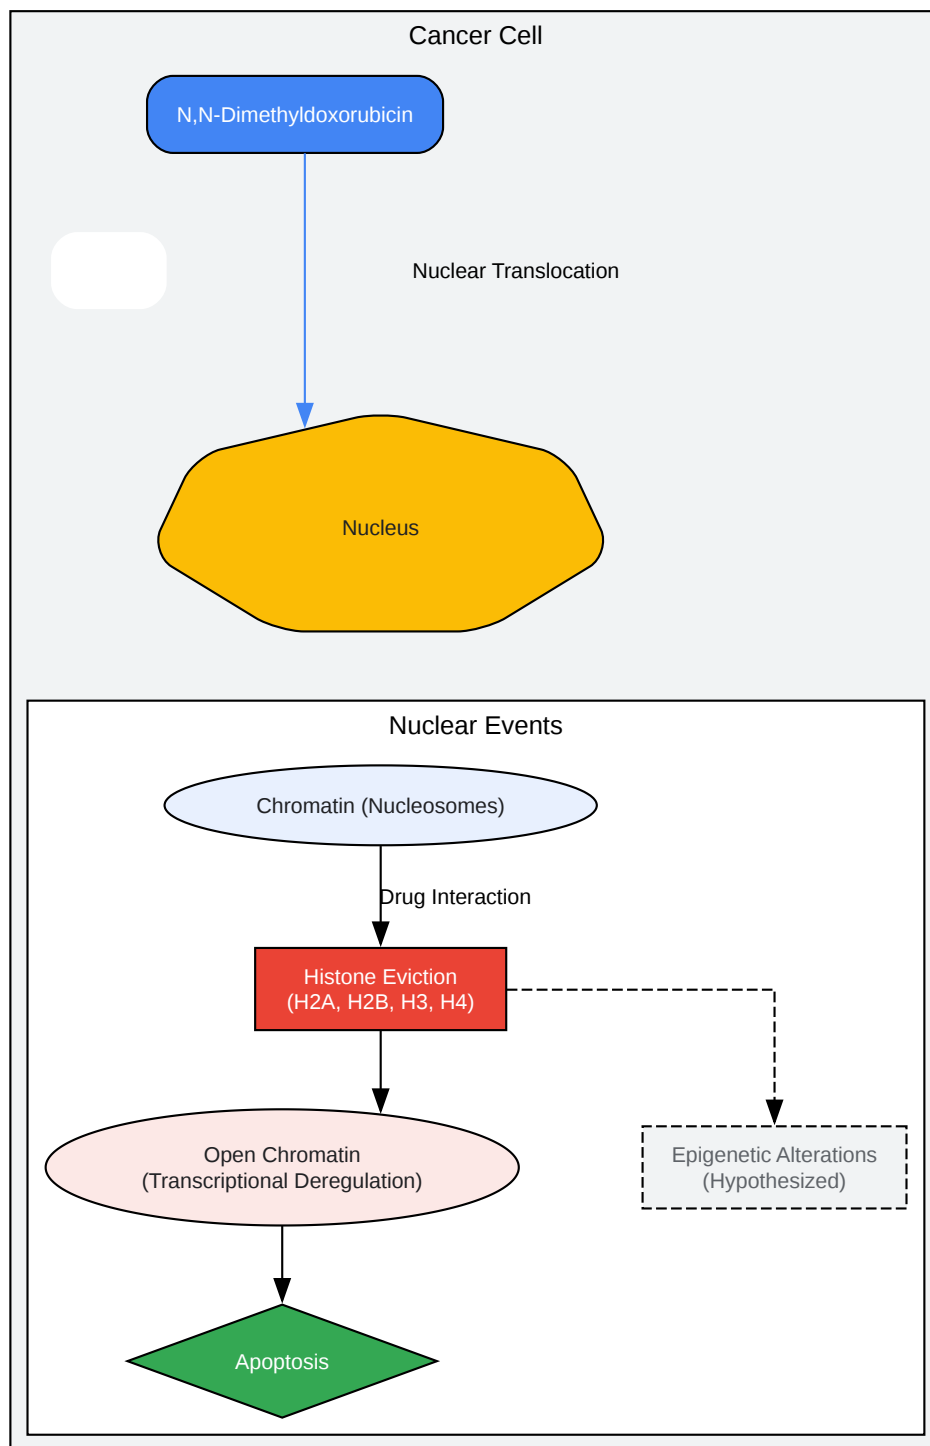 Cancer Cell
N,N-Dimethyldoxorubicin
Nuclear Translocation
Nucleus
Nuclear Events
Chromatin (Nucleosomes)
Drug Interaction
Histone Eviction
(H2A, H2B, H3, H4)
Open Chromatin
(Transcriptional Deregulation)
Epigenetic Alterations
(Hypothesized)
Apoptosis